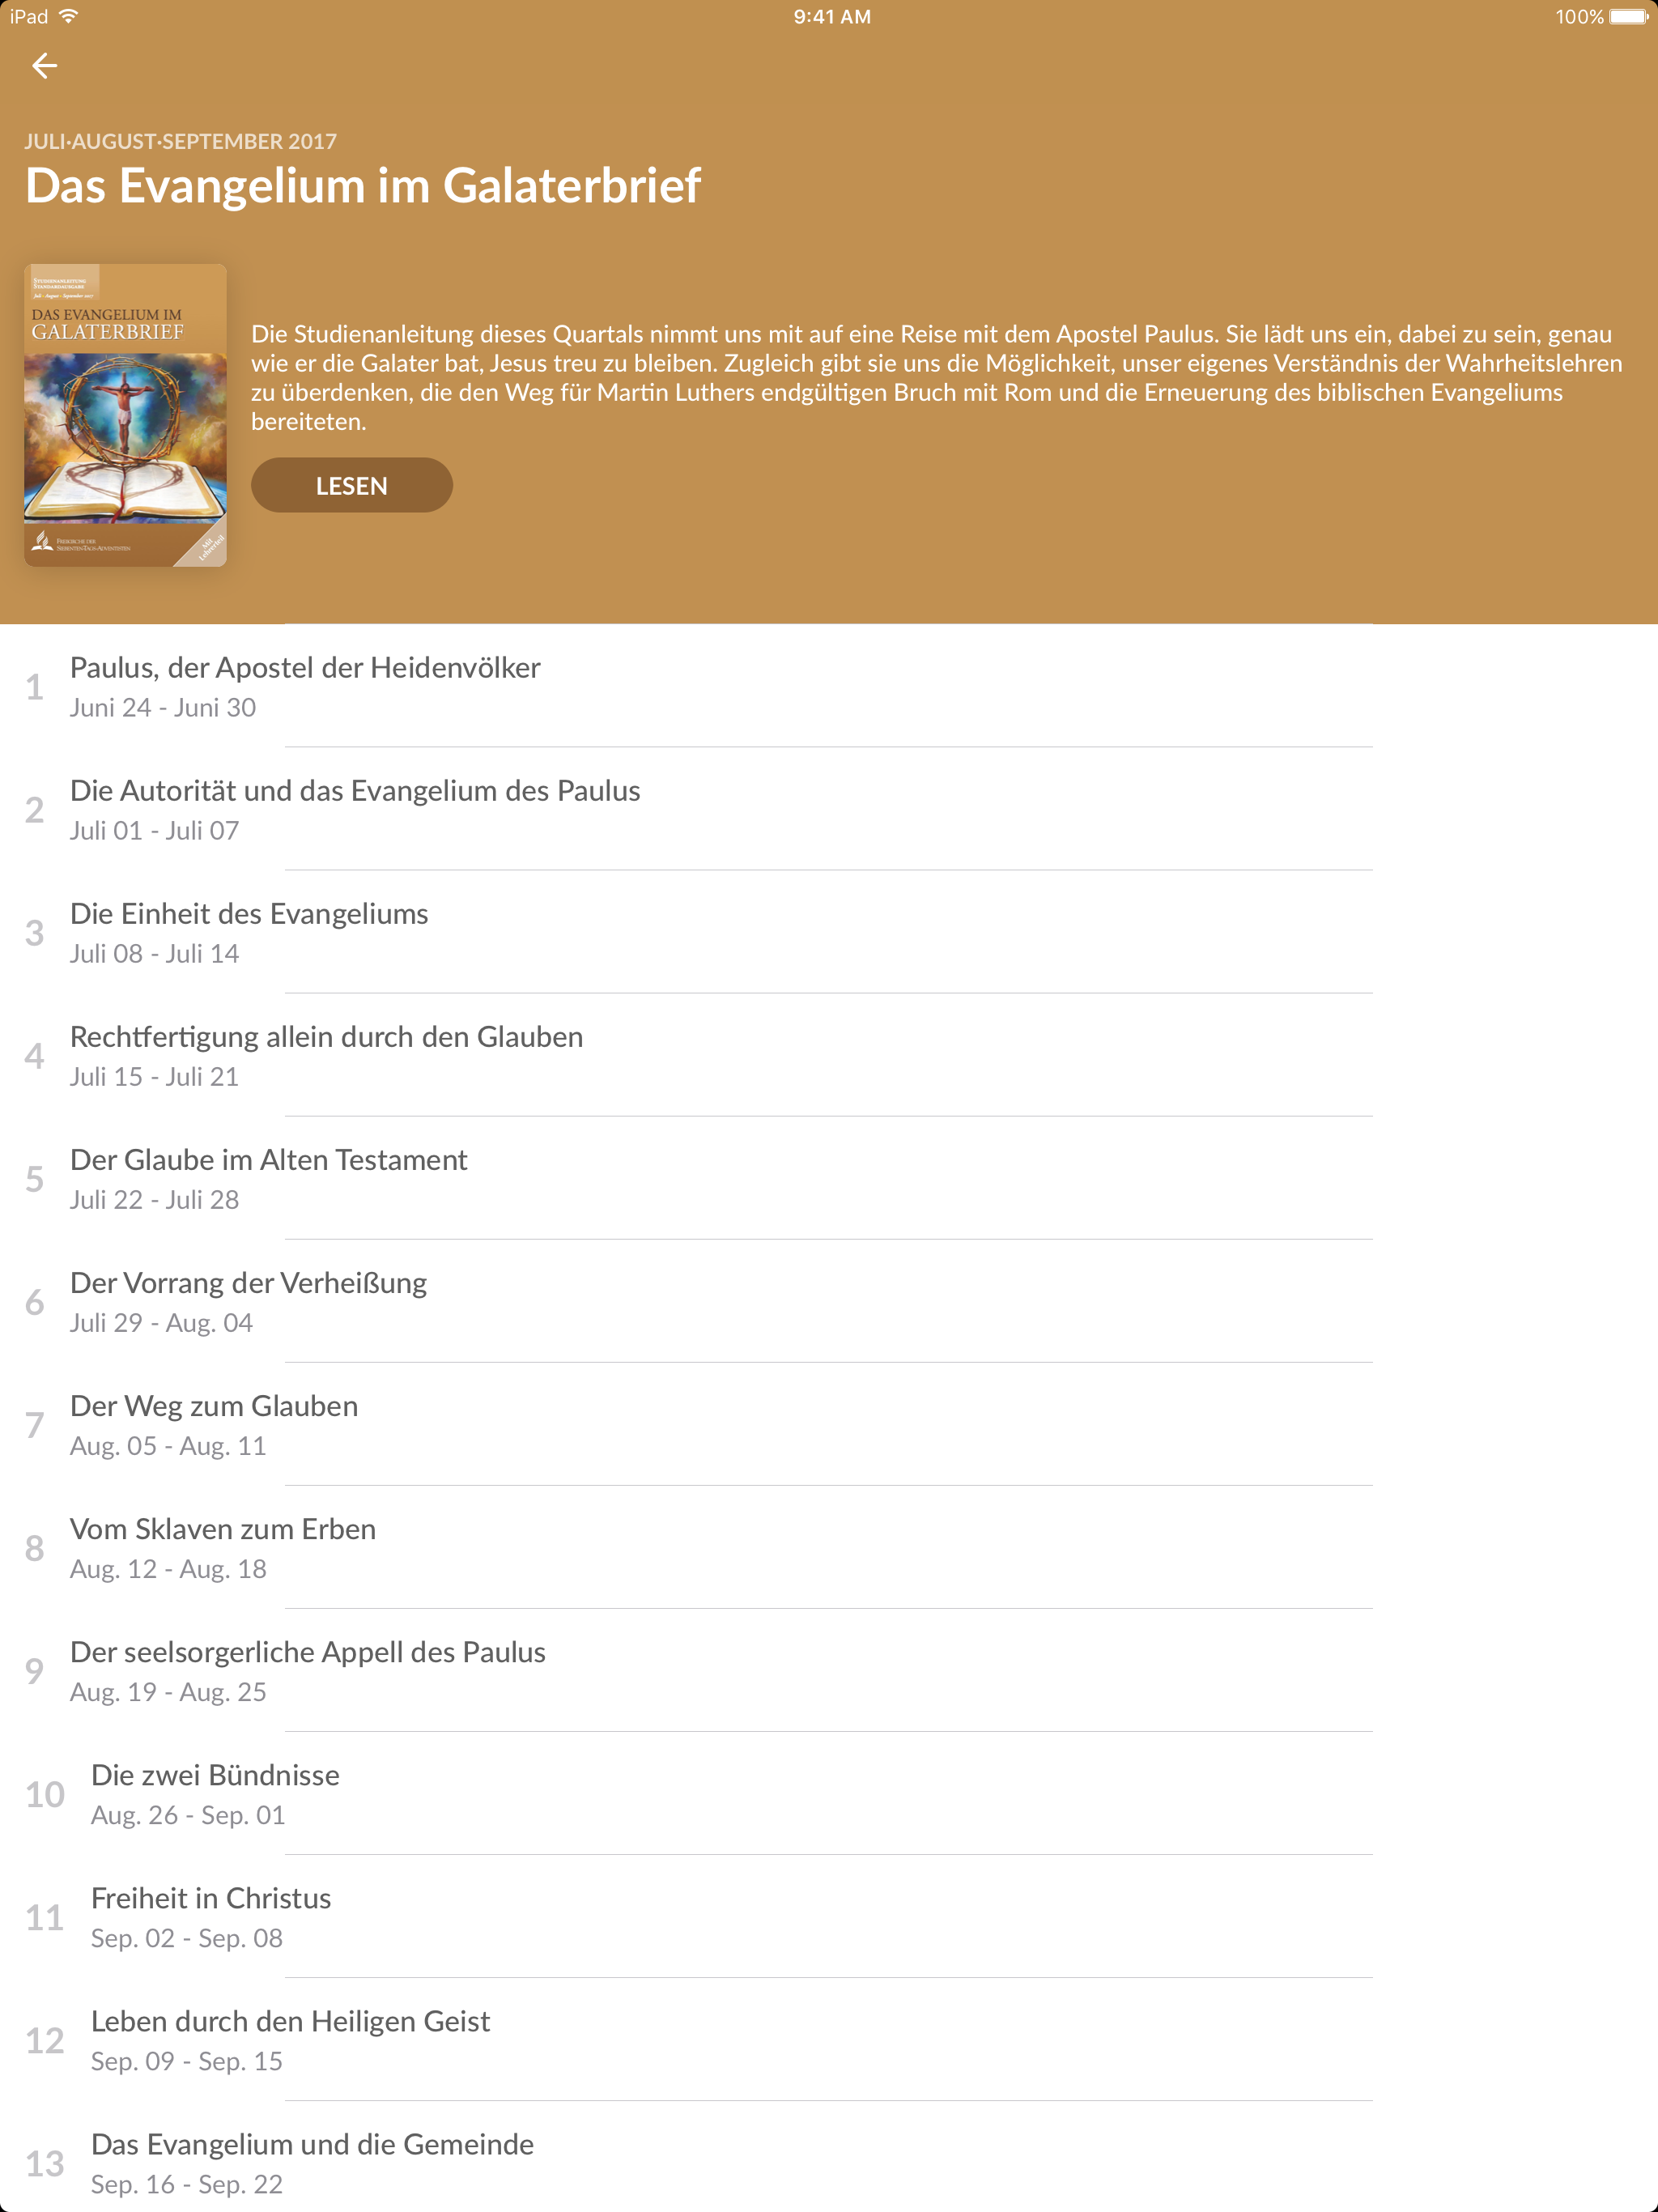 iPad
9:41 AM
100%
JULI·AUGUST·SEPTEMBER 2017
Das Evangelium im Galaterbrief
STUDIENANLEITUNG
STANDARDAUSGABE
Juli · August · September 2017
DAS EVANGELIUM IM
GALATERBRIEF
FREIKIRCHE DER
SIEBENTEN-TAGS-ADVENTISTEN
Mit
Lehrerteil
Die Studienanleitung dieses Quartals nimmt uns mit auf eine Reise mit dem Apostel Paulus. Sie lädt uns ein, dabei zu sein, genau
wie er die Galater bat, Jesus treu zu bleiben. Zugleich gibt sie uns die Möglichkeit, unser eigenes Verständnis der Wahrheitslehren
zu überdenken, die den Weg für Martin Luthers endgültigen Bruch mit Rom und die Erneuerung des biblischen Evangeliums
bereiteten.
LESEN
1
Paulus, der Apostel der Heidenvölker
Juni 24 - Juni 30
2
Die Autorität und das Evangelium des Paulus
Juli 01 - Juli 07
3
Die Einheit des Evangeliums
Juli 08 - Juli 14
4
Rechtfertigung allein durch den Glauben
Juli 15 - Juli 21
5
Der Glaube im Alten Testament
Juli 22 - Juli 28
6
Der Vorrang der Verheißung
Juli 29 - Aug. 04
7
Der Weg zum Glauben
Aug. 05 - Aug. 11
8
Vom Sklaven zum Erben
Aug. 12 - Aug. 18
9
Der seelsorgerliche Appell des Paulus
Aug. 19 - Aug. 25
10
Die zwei Bündnisse
Aug. 26 - Sep. 01
11
Freiheit in Christus
Sep. 02 - Sep. 08
12
Leben durch den Heiligen Geist
Sep. 09 - Sep. 15
13
Das Evangelium und die Gemeinde
Sep. 16 - Sep. 22